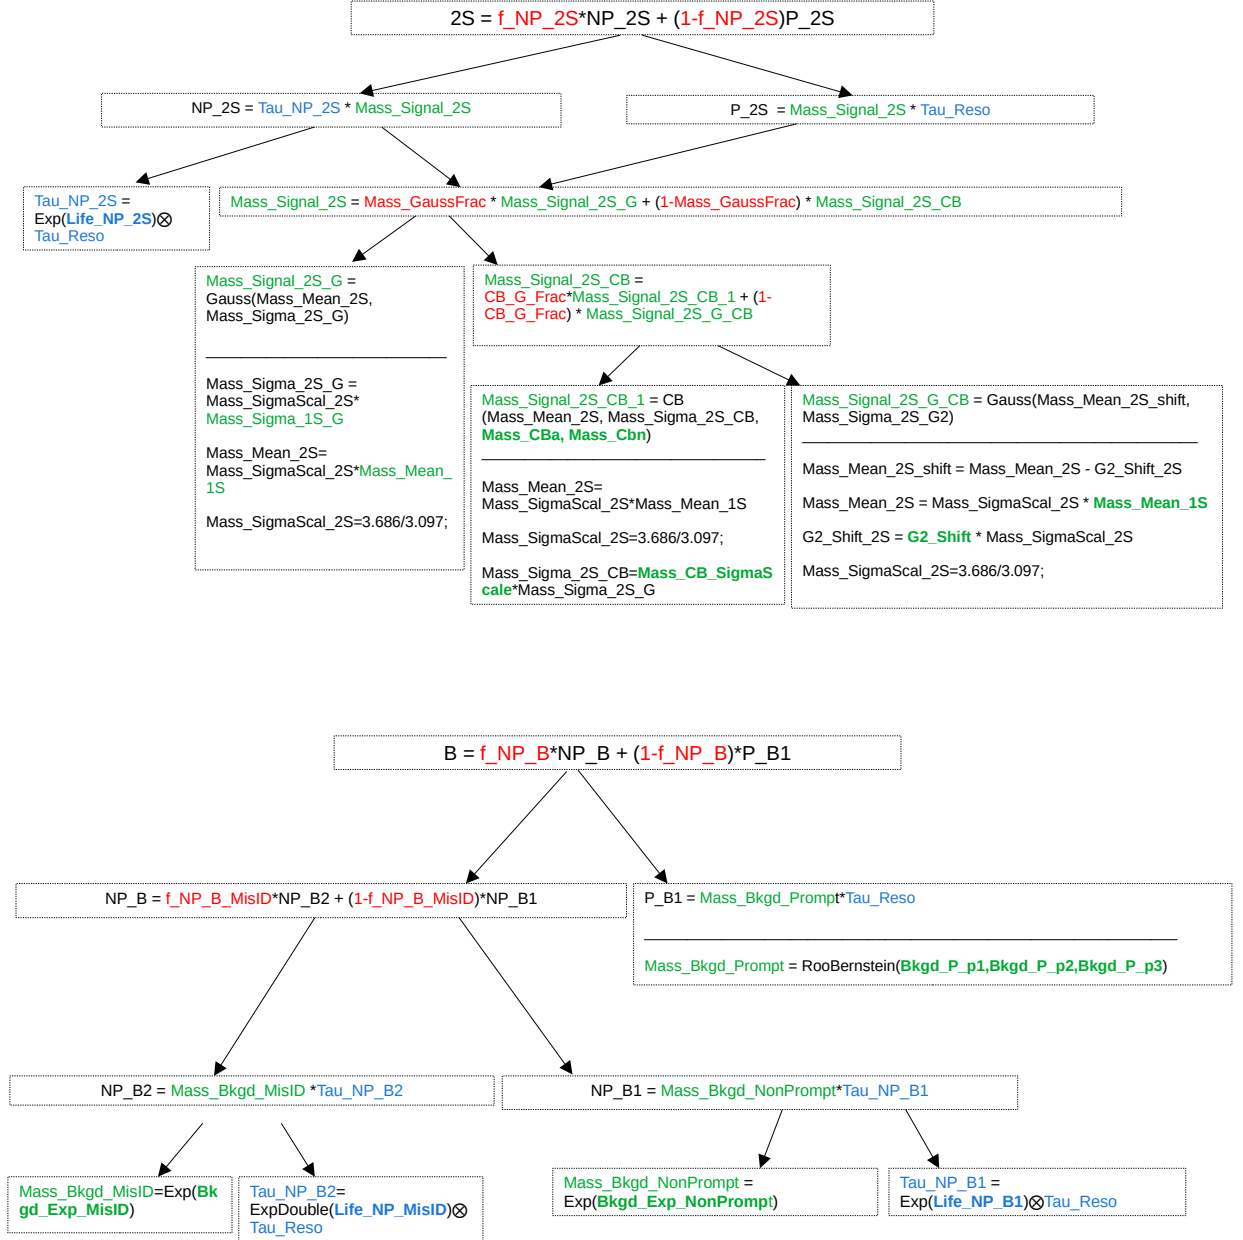 2S = f_NP_2S*NP_2S + (1-f_NP_2S)P_2S
NP_2S = Tau_NP_2S * Mass_Signal_2S
P_2S  = Mass_Signal_2S * Tau_Reso
Tau_NP_2S =
Exp(Life_NP_2S)⊗
Tau_Reso
Mass_Signal_2S = Mass_GaussFrac * Mass_Signal_2S_G + (1-Mass_GaussFrac) * Mass_Signal_2S_CB
Mass_Signal_2S_G =
Gauss(Mass_Mean_2S,
Mass_Sigma_2S_G)
Mass_Sigma_2S_G =
Mass_SigmaScal_2S*
Mass_Sigma_1S_G
Mass_Mean_2S=
Mass_SigmaScal_2S*Mass_Mean_
1S
Mass_SigmaScal_2S=3.686/3.097;
Mass_Signal_2S_CB =
CB_G_Frac*Mass_Signal_2S_CB_1 + (1-
CB_G_Frac) * Mass_Signal_2S_G_CB
Mass_Signal_2S_CB_1 = CB
(Mass_Mean_2S, Mass_Sigma_2S_CB,
Mass_CBa, Mass_Cbn)
Mass_Mean_2S=
Mass_SigmaScal_2S*Mass_Mean_1S
Mass_SigmaScal_2S=3.686/3.097;
Mass_Sigma_2S_CB=Mass_CB_SigmaS
cale*Mass_Sigma_2S_G
Mass_Signal_2S_G_CB = Gauss(Mass_Mean_2S_shift,
Mass_Sigma_2S_G2)
Mass_Mean_2S_shift = Mass_Mean_2S - G2_Shift_2S
Mass_Mean_2S = Mass_SigmaScal_2S * Mass_Mean_1S
G2_Shift_2S = G2_Shift * Mass_SigmaScal_2S
Mass_SigmaScal_2S=3.686/3.097;
B = f_NP_B*NP_B + (1-f_NP_B)*P_B1
NP_B = f_NP_B_MisID*NP_B2 + (1-f_NP_B_MisID)*NP_B1
P_B1 = Mass_Bkgd_Prompt*Tau_Reso
Mass_Bkgd_Prompt = RooBernstein(Bkgd_P_p1,Bkgd_P_p2,Bkgd_P_p3)
NP_B2 = Mass_Bkgd_MisID *Tau_NP_B2
NP_B1 = Mass_Bkgd_NonPrompt*Tau_NP_B1
Mass_Bkgd_MisID=Exp(Bk
gd_Exp_MisID)
Tau_NP_B2=
ExpDouble(Life_NP_MisID)⊗
Tau_Reso
Mass_Bkgd_NonPrompt =
Exp(Bkgd_Exp_NonPrompt)
Tau_NP_B1 =
Exp(Life_NP_B1)⊗Tau_Reso